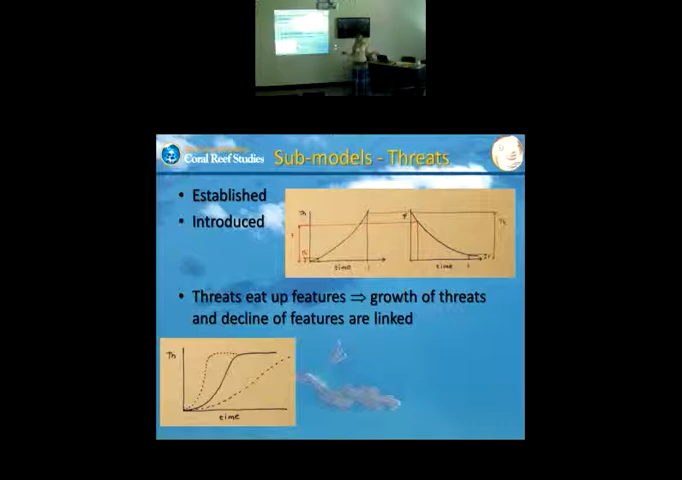 Coral Reef Studies
Sub-models - Threats
• Established
• Introduced
Th
time
time
• Threats eat up features ⇒ growth of threats
and decline of features are linked
Th
time